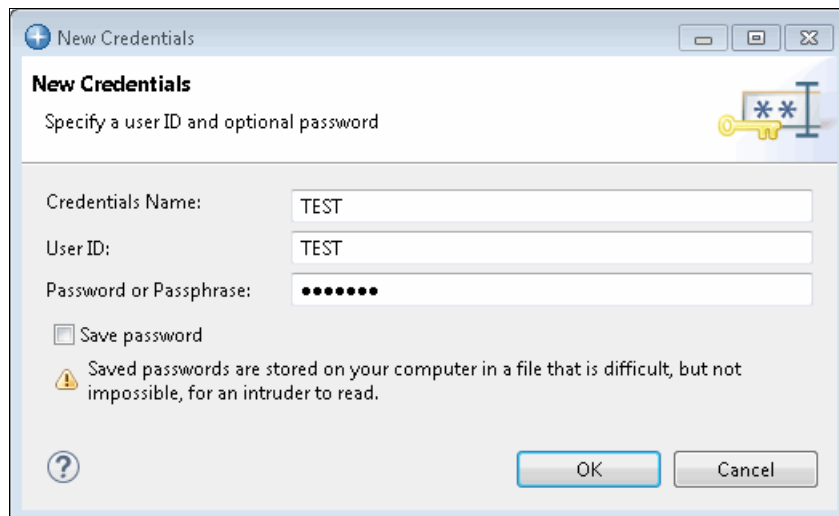 New Credentials
New Credentials
Specify a user ID and optional password
**
Credentials Name: TEST
User ID: TEST
Password or Passphrase: •••••••
Save password
Saved passwords are stored on your computer in a file that is difficult, but not
impossible, for an intruder to read.
? OK Cancel